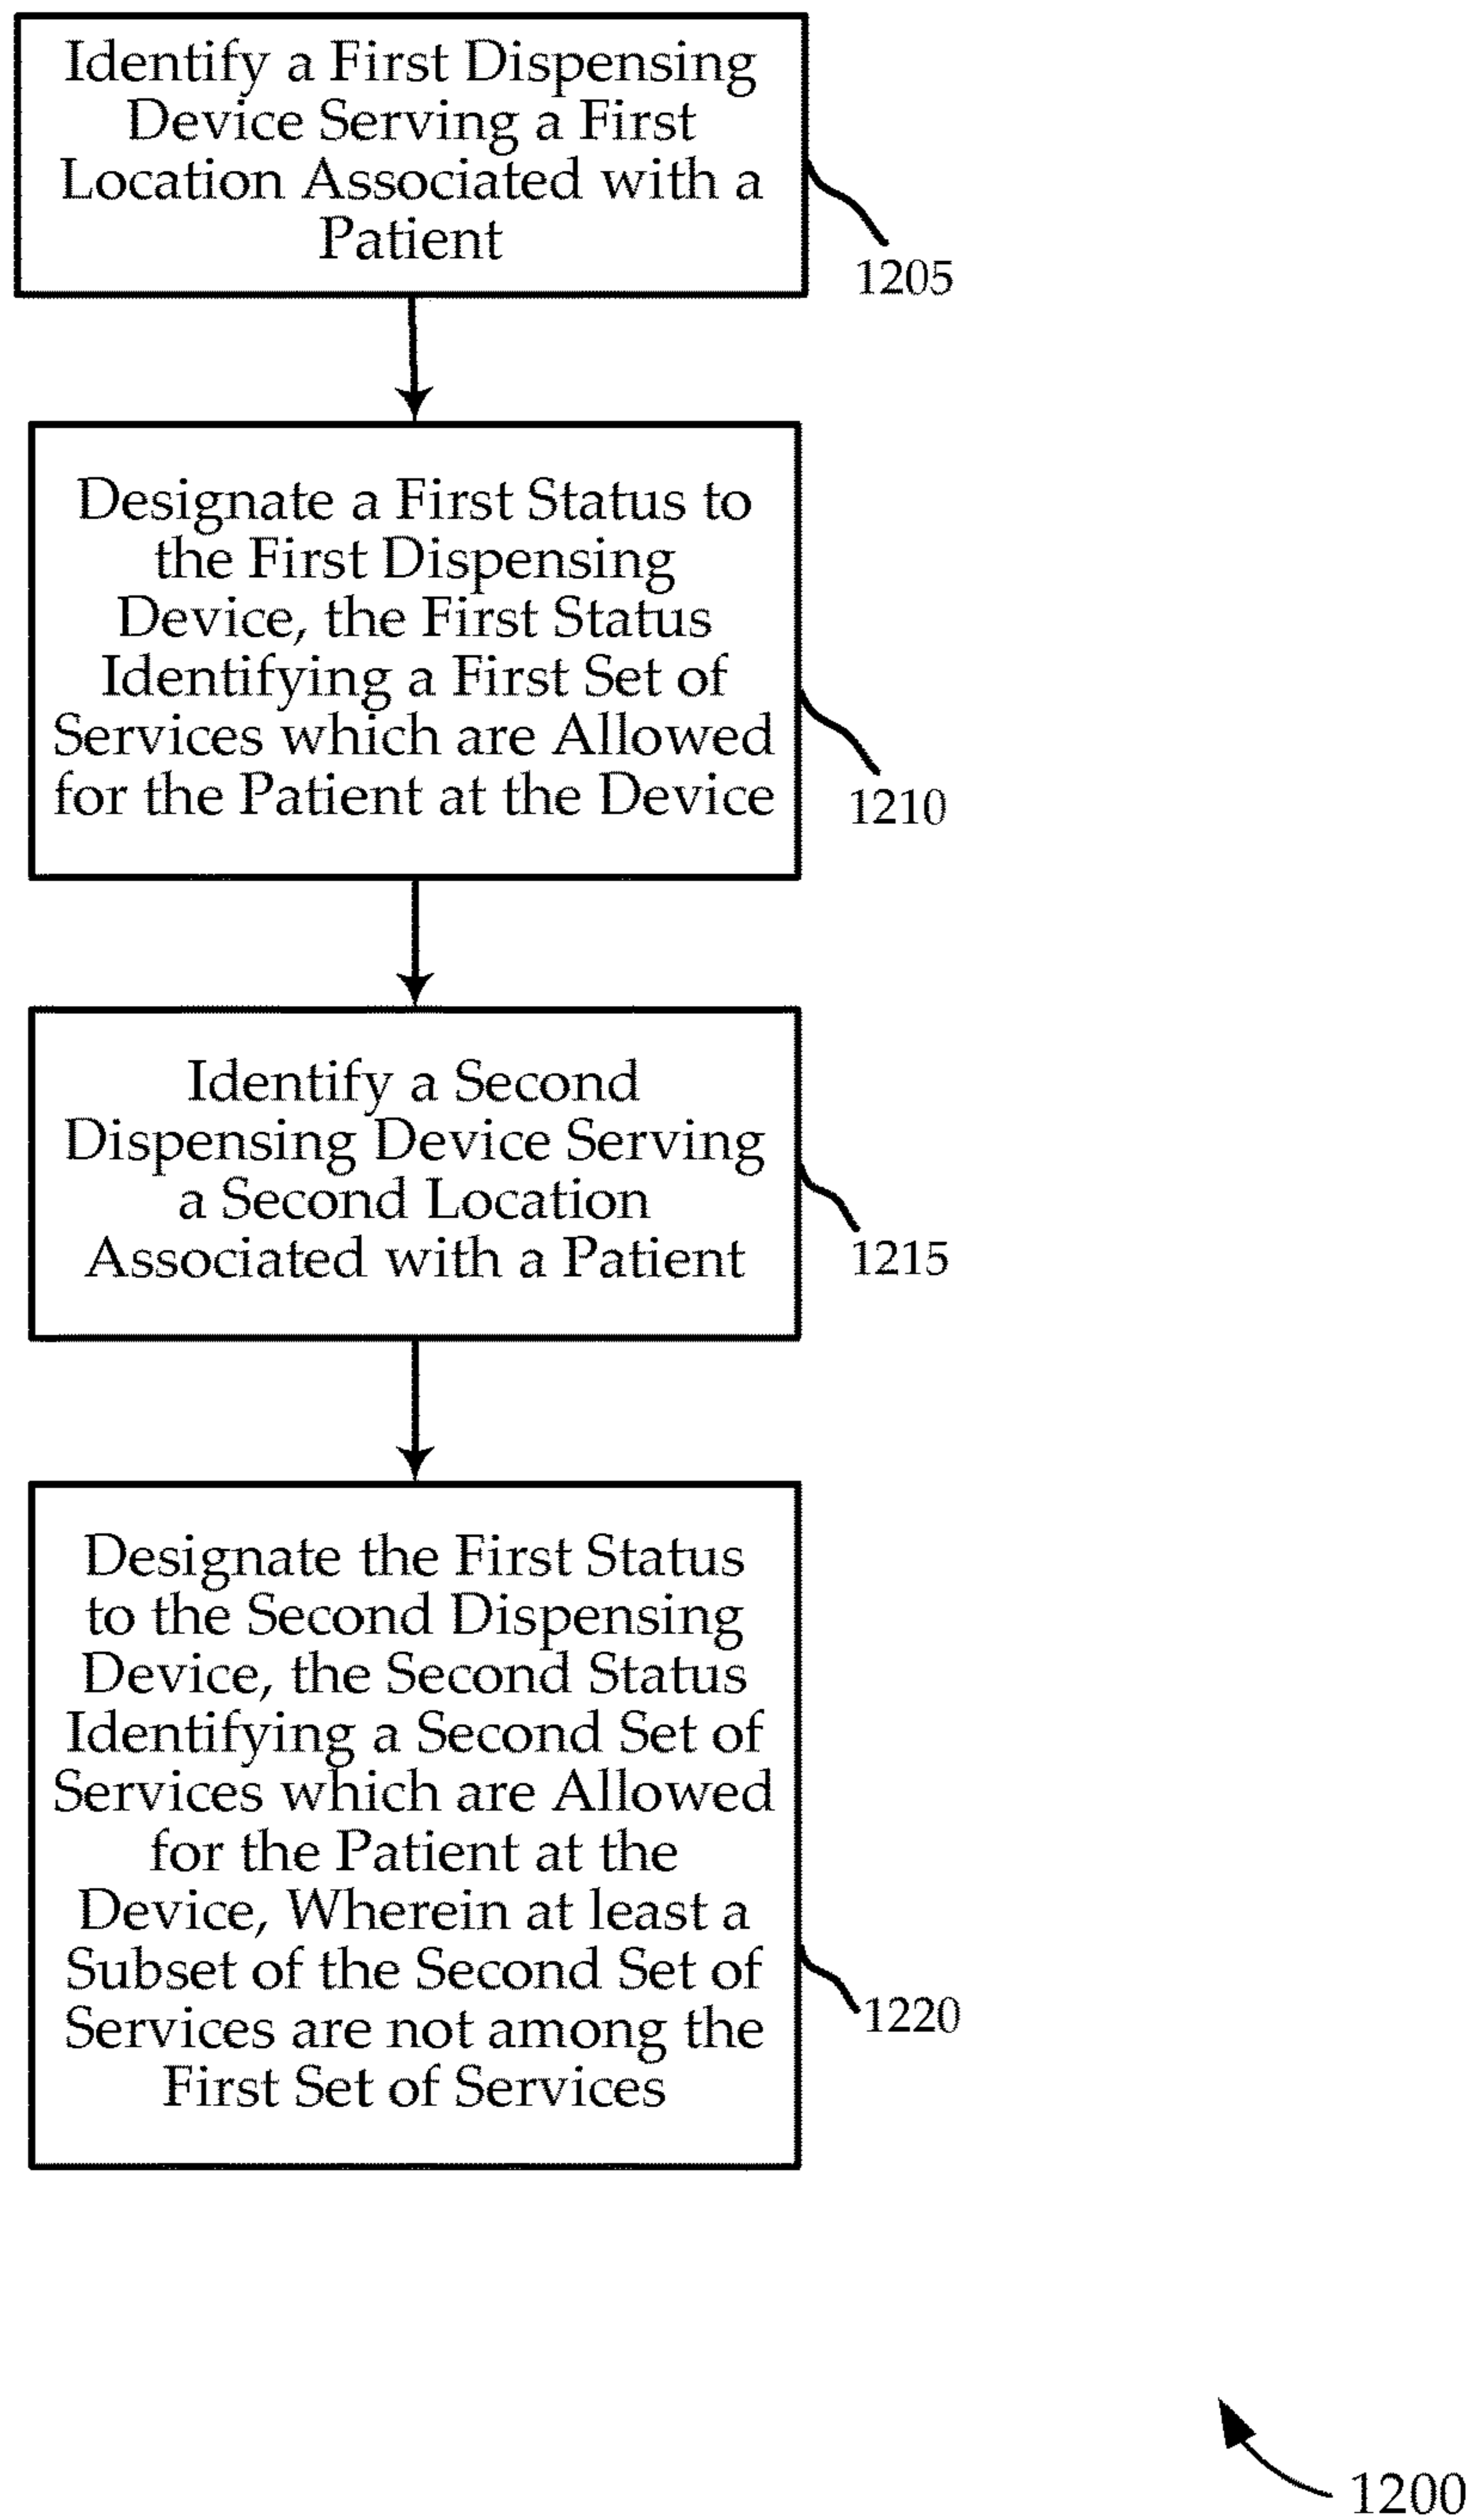 Identify a First Dispensing
Device Serving a First
Location Associated with a
Patient
1205
Designate a First Status to
the First Dispensing
Device, the First Status
Identifying a First Set of
Services which are Allowed
for the Patient at the Device
1210
Identify a Second
Dispensing Device Serving
a Second Location
Associated with a Patient
1215
Designate the First Status
to the Second Dispensing
Device, the Second Status
Identifying a Second Set of
Services which are Allowed
for the Patient at the
Device, Wherein at least a
Subset of the Second Set of
Services are not among the
First Set of Services
1220
1200